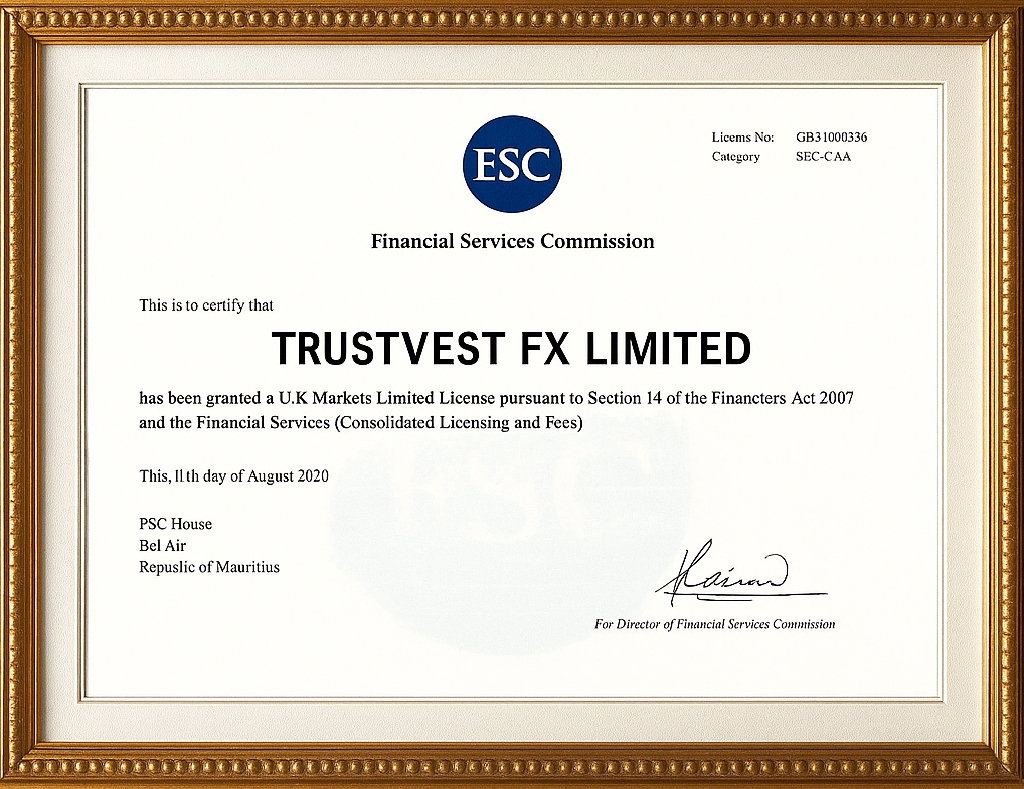 ESC
Licems No: GB31000336
Category SEC-CAA
Financial Services Commission
This is to certify that
TRUSTVEST FX LIMITED
has been granted a U.K Markets Limited License pursuant to Section 14 of the Financters Act 2007
and the Financial Services (Consolidated Licensing and Fees)
This, 11th day of August 2020
PSC House
Bel Air
Repuslic of Mauritius
For Director of Financial Services Commission